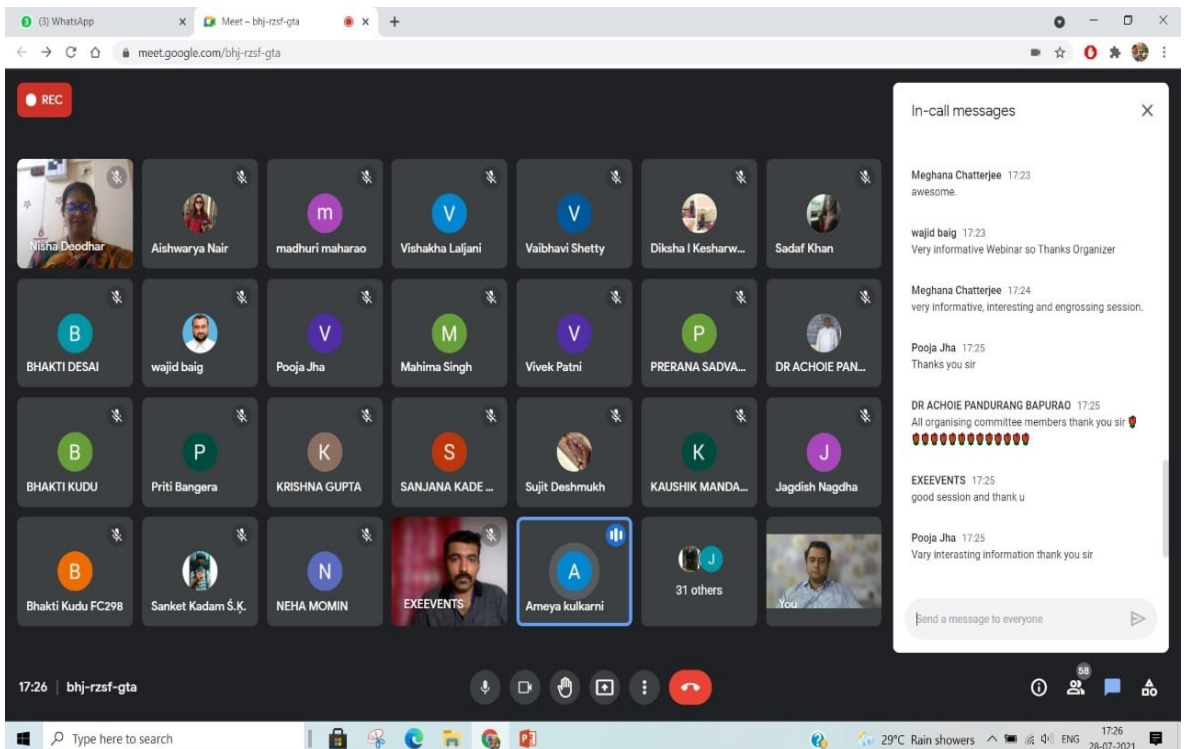 (3) WhatsApp
Meet – bhj-rzsf-gta
meet.google.com/bhj-rzsf-gta
REC
In-call messages
Nisha Deodhar
Aishwarya Nair
m
madhuri maharao
V
Vishakha Laljani
V
Vaibhavi Shetty
Diksha I Kesharw...
Sadaf Khan
B
BHAKTI DESAI
wajid baig
V
Pooja Jha
M
Mahima Singh
V
Vivek Patni
P
PRERANA SADVA...
DR ACHOIE PAN...
B
BHAKTI KUDU
P
Priti Bangera
K
KRISHNA GUPTA
S
SANJANA KADE ...
Sujit Deshmukh
K
KAUSHIK MANDA...
J
Jagdish Nagdha
B
Bhakti Kudu FC298
Sanket Kadam Ś.Ķ.
N
NEHA MOMIN
EXEEVENTS
A
Ameya kulkarni
J
31 others
You
Meghana Chatterjee 17:23
awesome.
wajid baig 17:23
Very informative Webinar so Thanks Organizer
Meghana Chatterjee 17:24
very informative, interesting and engrossing session.
Pooja Jha 17:25
Thanks you sir
DR ACHOIE PANDURANG BAPURAO 17:25
All organising committee members thank you sir 🌹
🌹🌹🌹🌹🌹🌹🌹🌹🌹🌹🌹🌹🌹
EXEEVENTS 17:25
good session and thank u
Pooja Jha 17:25
Vary interasting information thank you sir
Send a message to everyone
17:26 | bhj-rzsf-gta
58
Type here to search
29°C Rain showers
ENG
17:26
28-07-2021